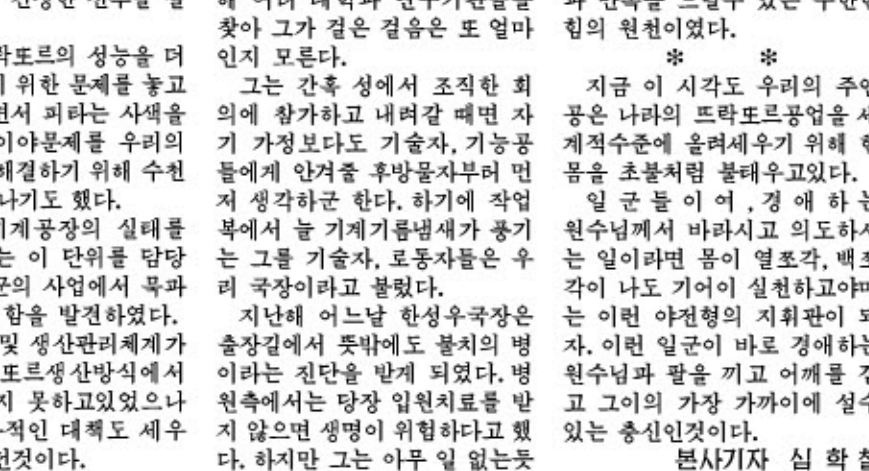 락또르의 성능을 더
위한 문제를 놓고
면서 피타는 사색을
이야문제를 우리의
해결하기 위해 수천
나기도 했다.
기계공장의 실태를
는 이 단위를 담당
군의 사업에서 목파
함을 발견하였다.
및 생산관리체계가
또르생산방식에서
지 못하고있었으나
적인 대책도 세우
것이다.
찾아 그가 걸은 걸음은 또 얼마
인지 모른다.
그는 간혹 성에서 조직한 회
의에 참가하고 내려갈 때면 자
기 가정보다도 기술자, 기능공
들에게 안겨줄 후방물자부터 먼
저 생각하군 한다. 하기에 작업
복에서 늘 기계기름냄새가 풍기
는 그를 기술자, 로동자들은 우
리 국장이라고 불렀다.
지난해 어느날 한성우국장은
출장길에서 뜻밖에도 불치의 병
이라는 진단을 받게 되였다. 병
원측에서는 당장 입원치료를 받
지 않으면 생명이 위험하다고 했
다. 하지만 그는 아무 일 없는듯
힘의 원천이였다.
* *
지금 이 시각도 우리의 주인
공은 나라의 뜨락또르공업을 세
계적수준에 올려세우기 위해 한
몸을 초불처럼 불태우고있다.
일군들이여, 경애하는
원수님께서 바라시고 의도하시
는 일이라면 몸이 열쪼각, 백쪼
각이 나도 기어이 실천하고야마
는 이런 야전형의 지휘관이 되
자. 이런 일군이 바로 경애하는
원수님과 팔을 끼고 어깨를 겯
고 그이의 가장 가까이에 설수
있는 충신인것이다.
본사기자 심학철